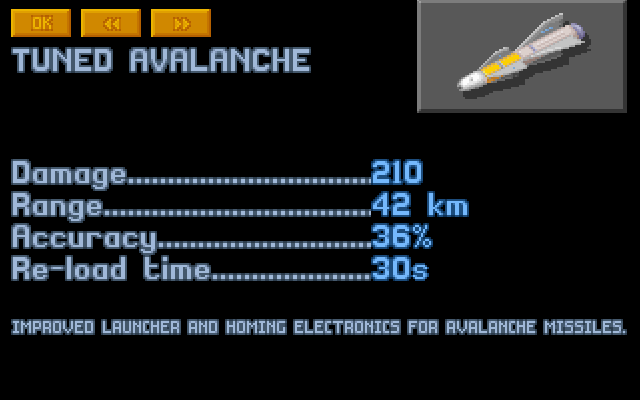 OK
TUNED AVALANCHE
Damage........................................210
Range............................................42 km
Accuracy...................................36%
Re-load time..........................30s
IMPROVED LAUNCHER AND HOMING ELECTRONICS FOR AVALANCHE MISSILES.